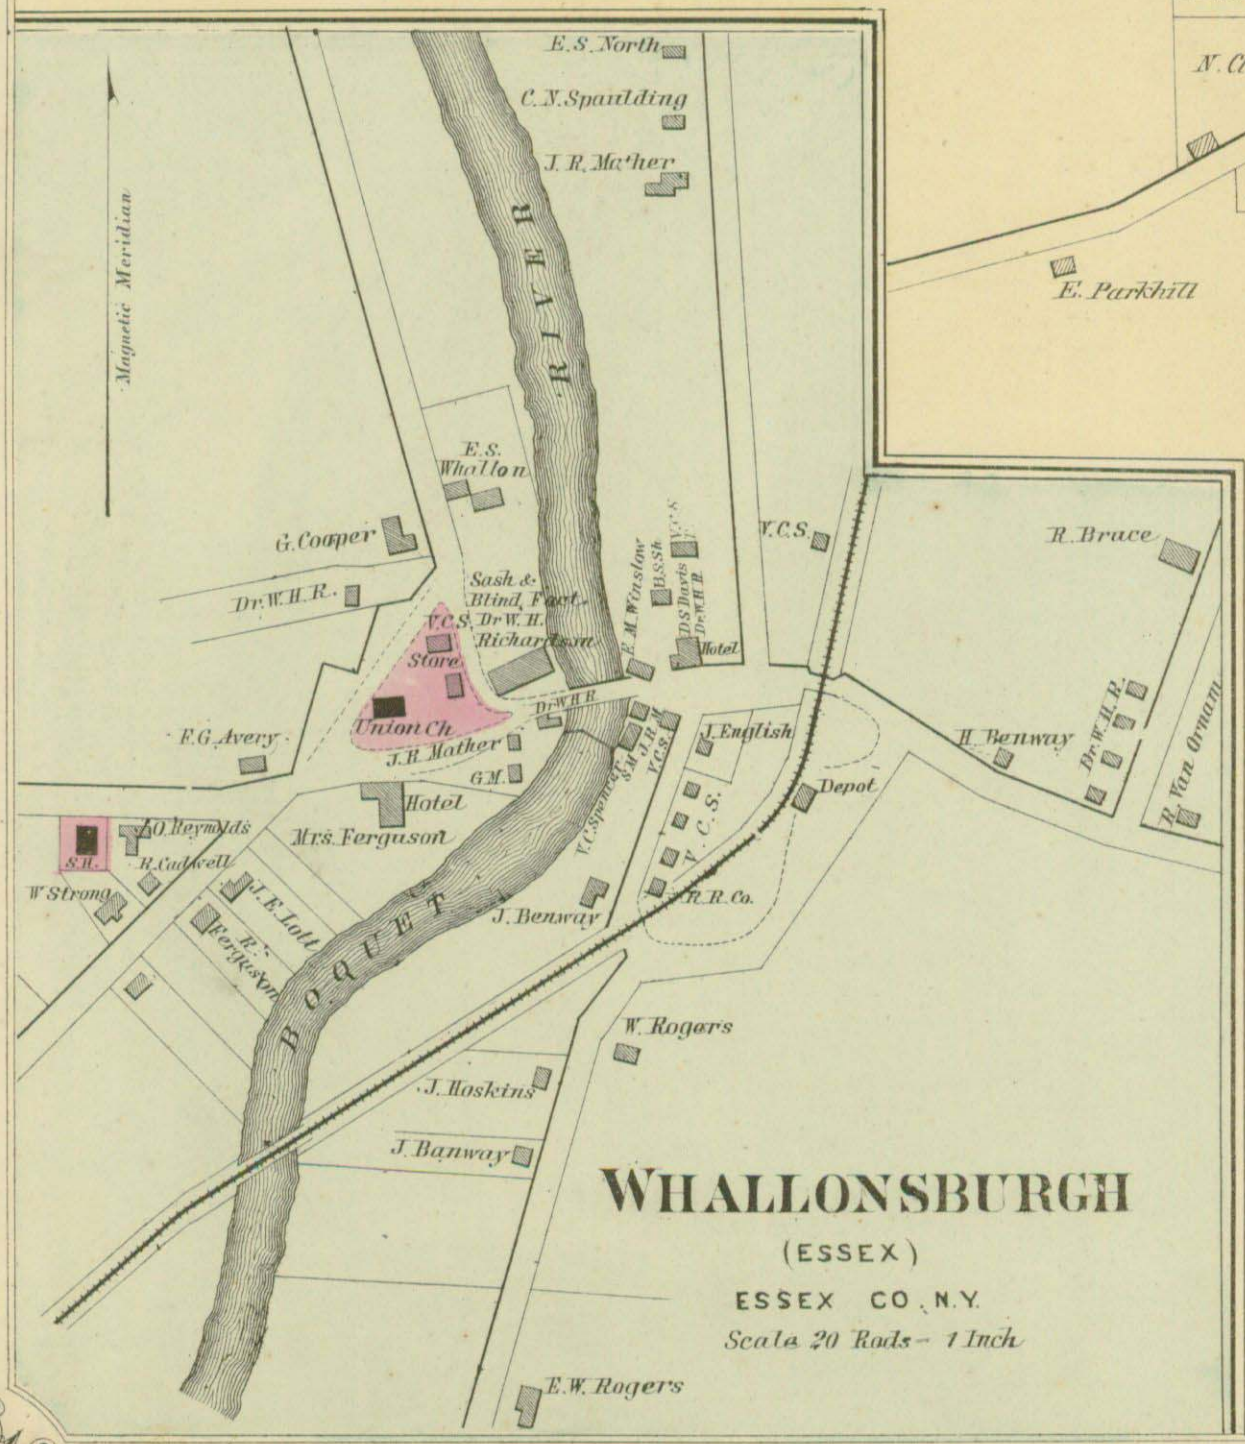 E. S. North
C. N. Spaulding
J. R. Mather
N. C
E. Parkhill
Magnetic Meridian
RIVER
E. S.
Whallon
G. Cooper
Dr. W. H. R.
Sash &
Blind Fact.
V. C. S.
Dr W. H.
Richardson
Store
Union Ch
E. M. Winslow
B.S.Sh
D.S Davis
V. C. S
Dr W.H.R.
Hotel
V. C. S.
R. Bruce
F. G. Avery
J. R Mather
Dr W H R
G. M.
S M
J. R. M
V. C. S.
J. English
H. Benway
Dr. W. H. R.
R. Van Ornam
Depot
Hotel
Mrs. Ferguson
V. C. Spencer
V. C. S.
O. Reynolds
S. H.
R. Cadwell
W Strong
J. E. Lott
R.
Ferguson
J. Benway
R. R. Co.
BOQUET
W. Rogers
J. Hoskins
J. Banway
WHALLONSBURGH
(ESSEX)
ESSEX CO. N.Y.
Scale 20 Rods - 1 Inch
E. W. Rogers